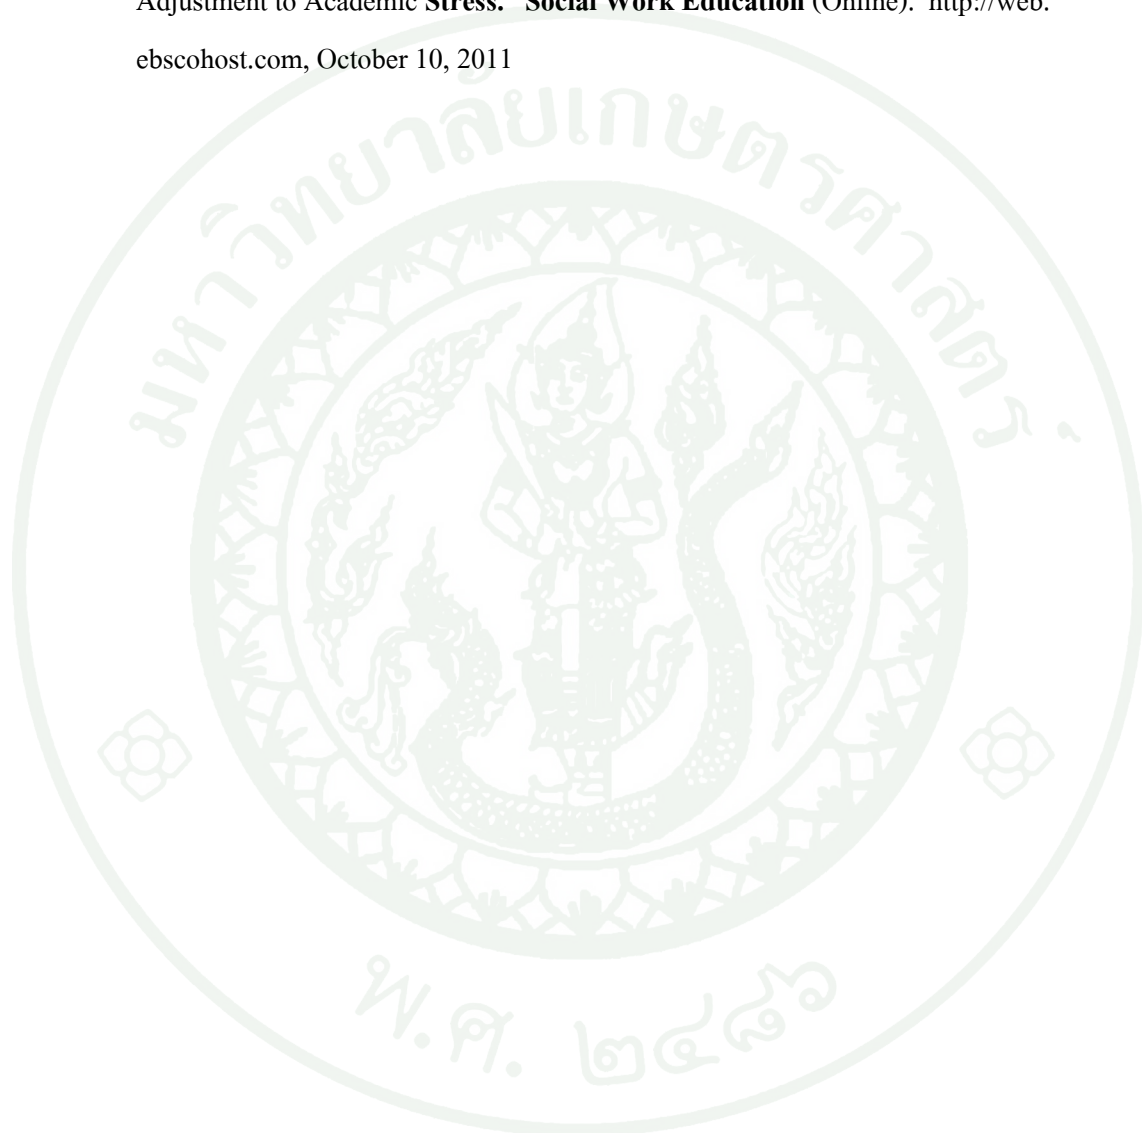 Adjustment to Academic Stress.” Social Work Education (Online). http://web.
ebscohost.com, October 10, 2011
มหาวิทยาลัยเกษตรศาสตร์
พ.ศ. ๒๔๘๖